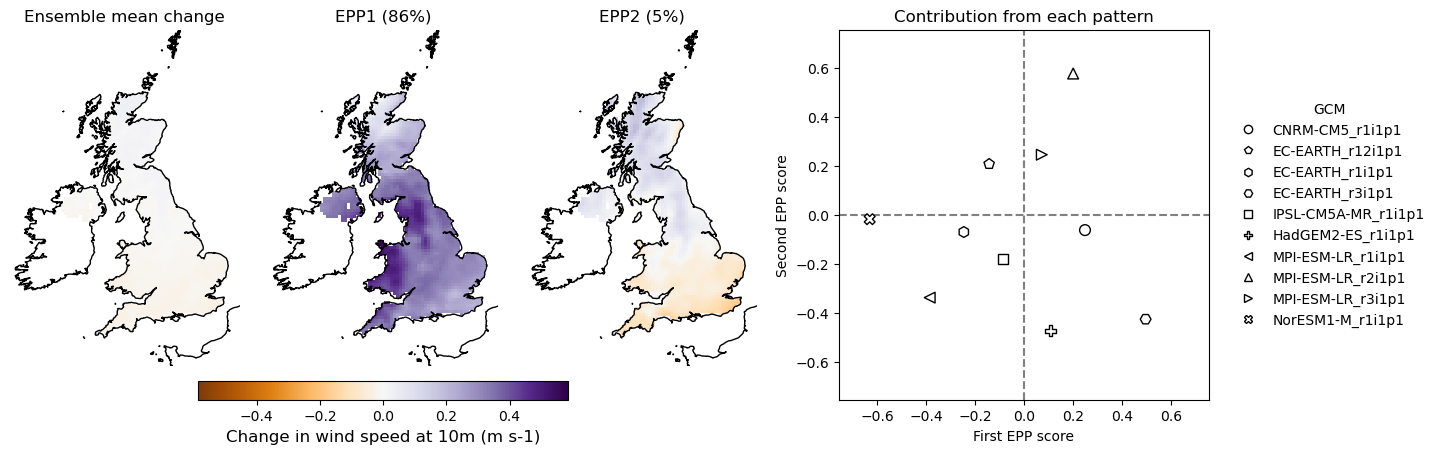 Ensemble mean change
EPP1 (86%)
EPP2 (5%)
−0.4
−0.2
0.0
0.2
0.4
Change in wind speed at 10m (m s-1)
Contribution from each pattern
0.6
0.4
0.2
0.0
−0.2
−0.4
−0.6
Second EPP score
−0.6
−0.4
−0.2
0.0
0.2
0.4
0.6
First EPP score
GCM
CNRM-CM5_r1i1p1
EC-EARTH_r12i1p1
EC-EARTH_r1i1p1
EC-EARTH_r3i1p1
IPSL-CM5A-MR_r1i1p1
HadGEM2-ES_r1i1p1
MPI-ESM-LR_r1i1p1
MPI-ESM-LR_r2i1p1
MPI-ESM-LR_r3i1p1
NorESM1-M_r1i1p1